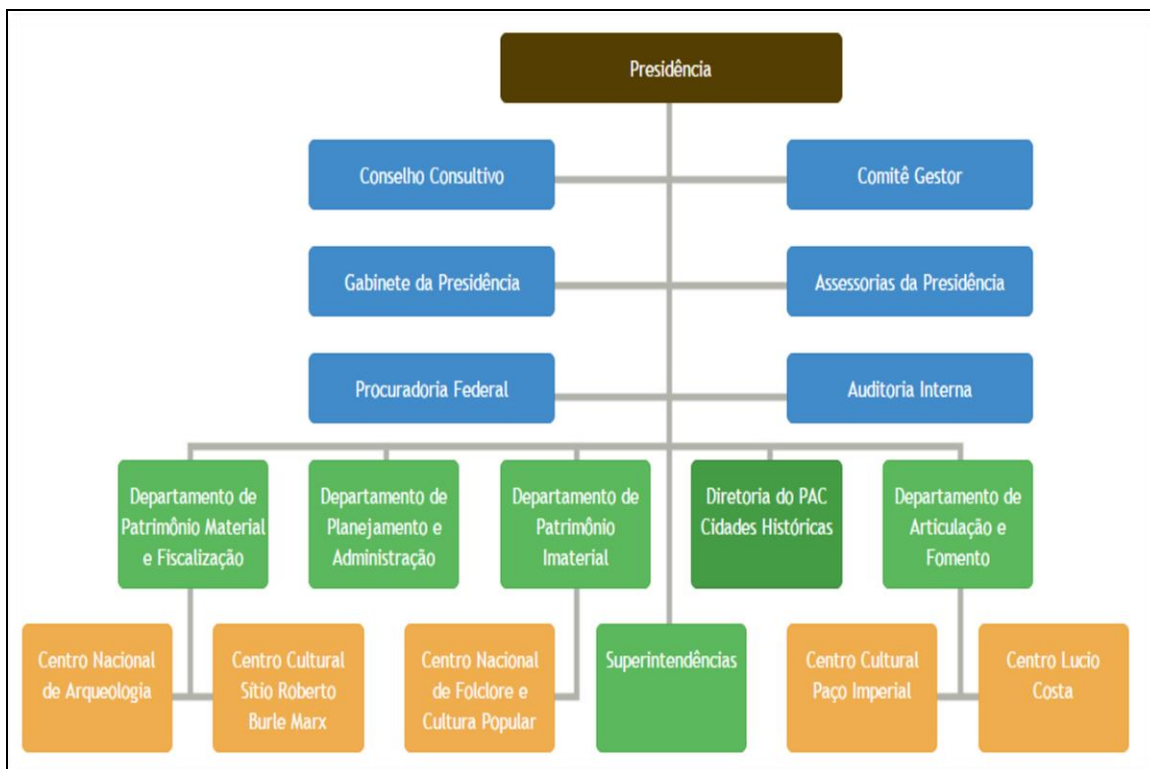 Presidência
Conselho Consultivo
Comitê Gestor
Gabinete da Presidência
Assessorias da Presidência
Procuradoria Federal
Auditoria Interna
Departamento de
Patrimônio Material
e Fiscalização
Departamento de
Planejamento e
Administração
Departamento de
Patrimônio
Imaterial
Diretoria do PAC
Cidades Históricas
Departamento de
Articulação e
Fomento
Centro Nacional
de Arqueologia
Centro Cultural
Sítio Roberto
Burle Marx
Centro Nacional
de Folclore e
Cultura Popular
Superintendências
Centro Cultural
Paço Imperial
Centro Lucio
Costa